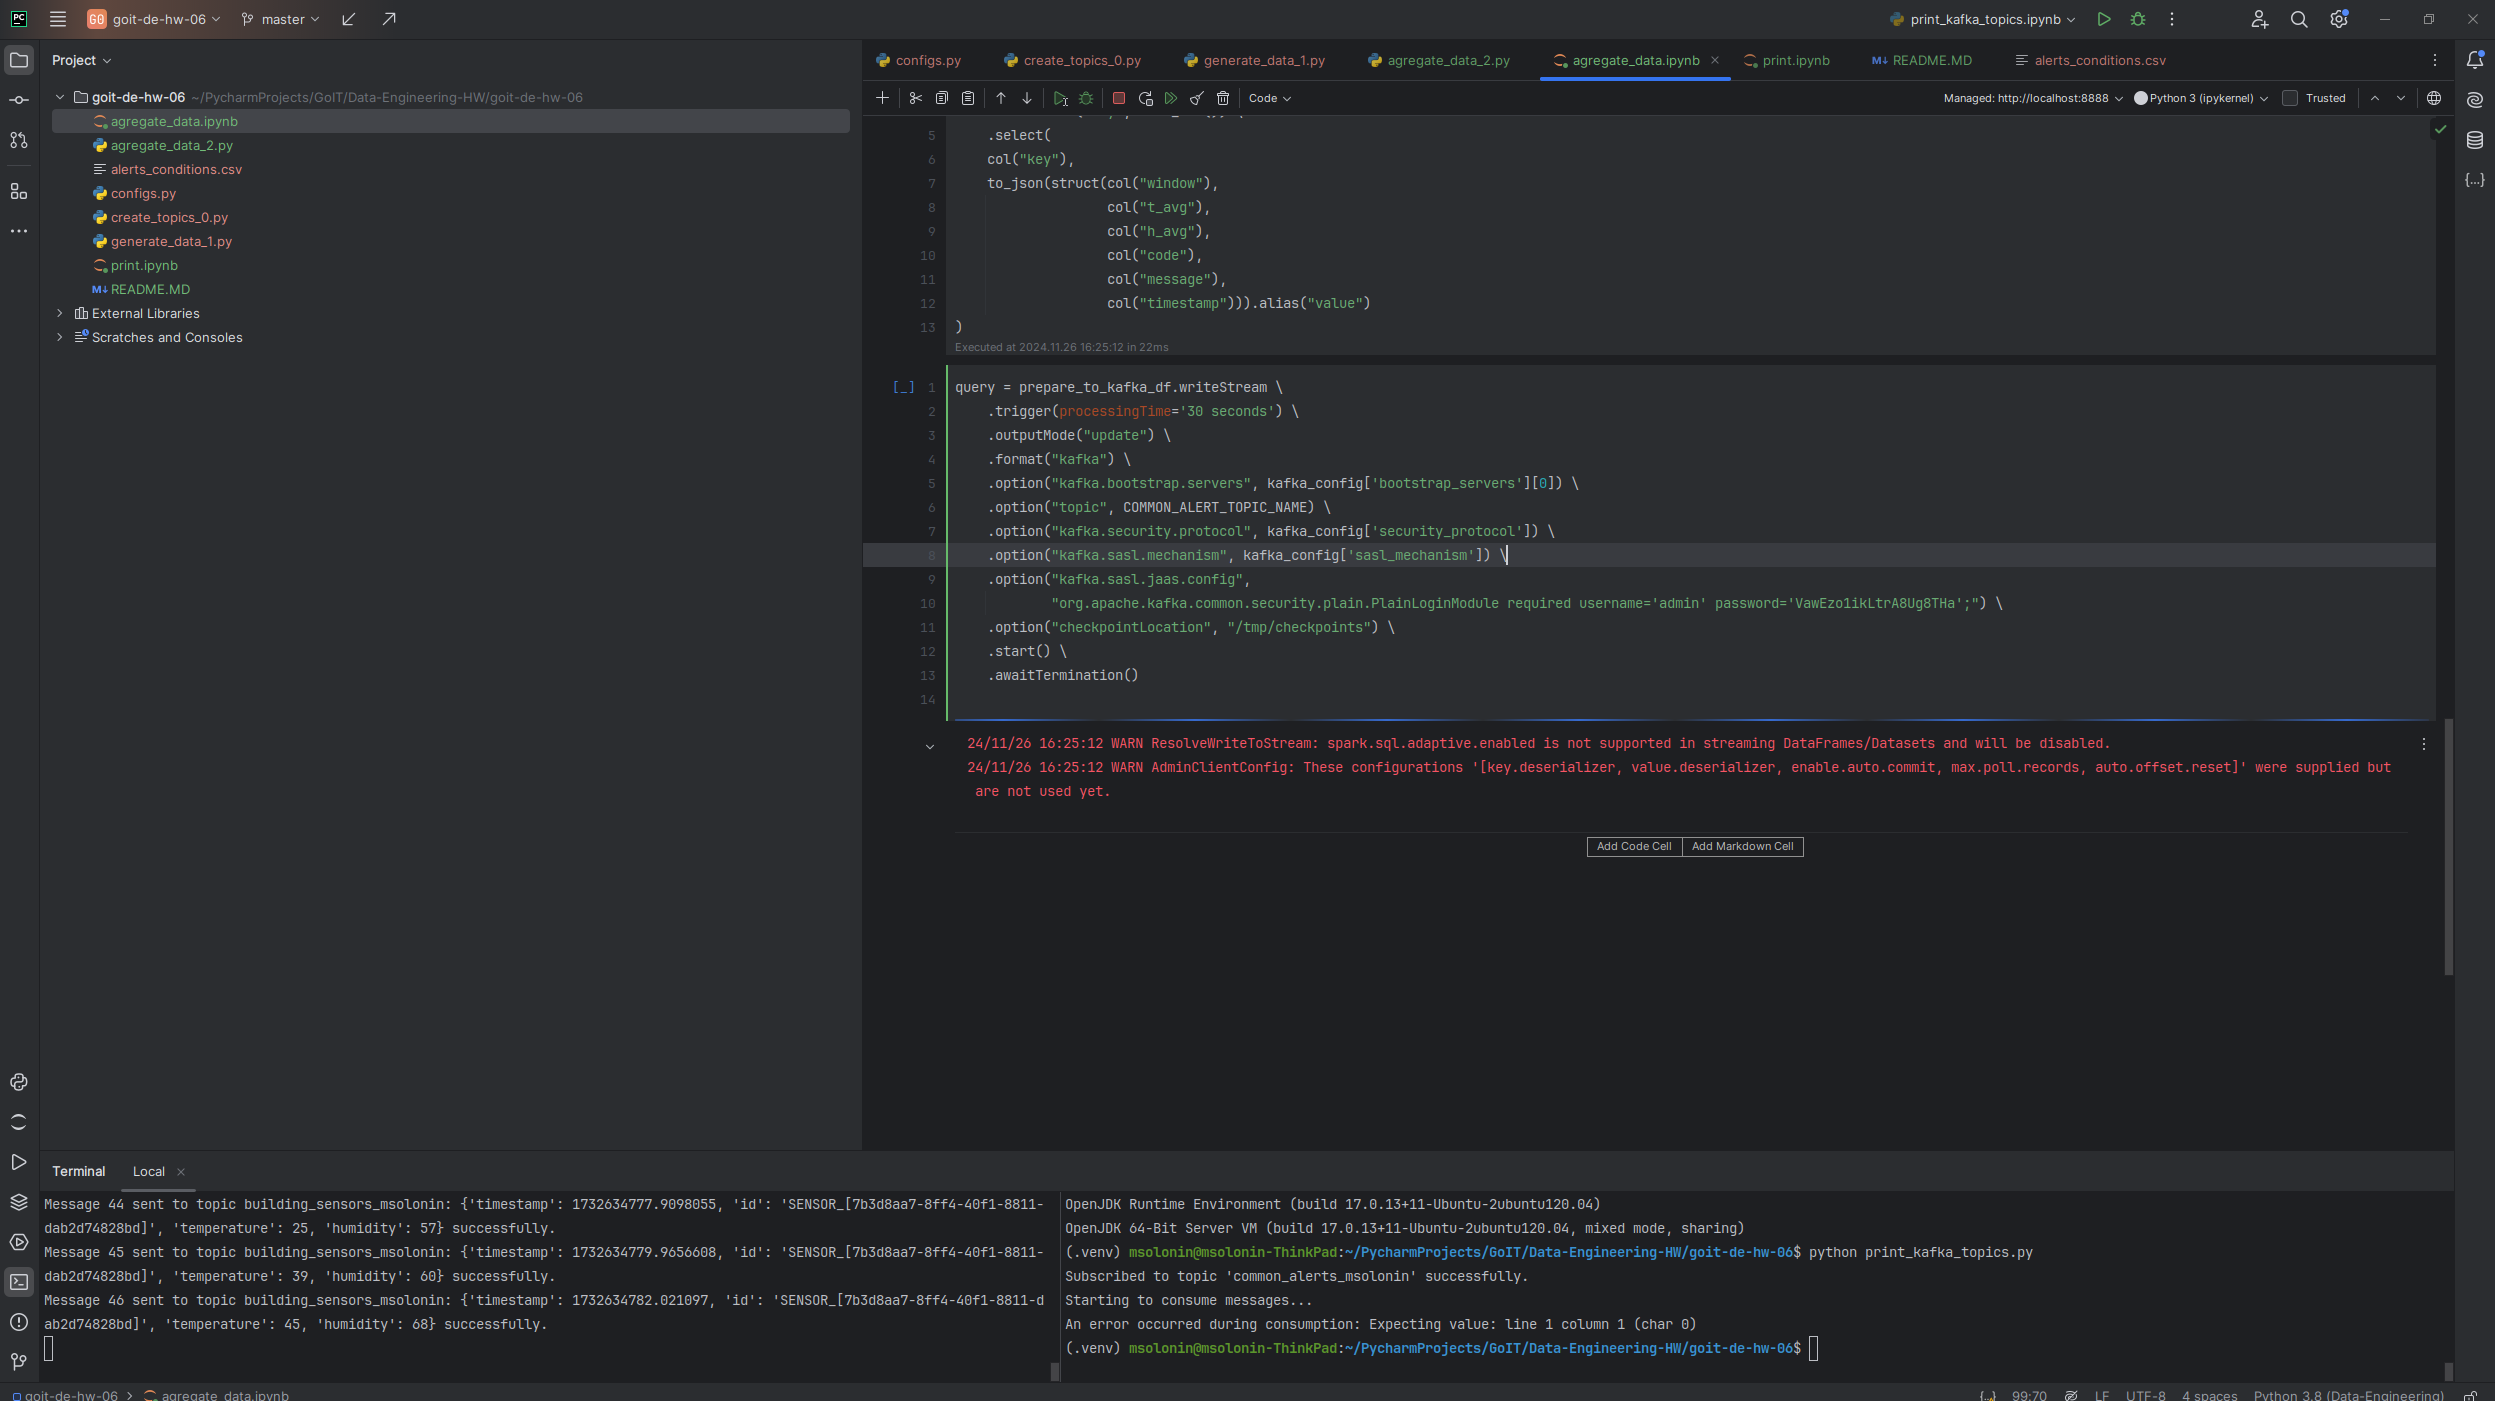 PC
GO goit-de-hw-06 master print_kafka_topics.ipynb
Project
configs.py create_topics_0.py generate_data_1.py agregate_data_2.py agregate_data.ipynb print.ipynb M↓ README.MD alerts_conditions.csv
goit-de-hw-06 ~/PycharmProjects/GoIT/Data-Engineering-HW/goit-de-hw-06
agregate_data.ipynb
agregate_data_2.py
alerts_conditions.csv
configs.py
create_topics_0.py
generate_data_1.py
print.ipynb
M↓ README.MD
External Libraries
Scratches and Consoles
Code Managed: http://localhost:8888 Python 3 (ipykernel) Trusted
5 .select(
6 col("key"),
7 to_json(struct(col("window"),
8 col("t_avg"),
9 col("h_avg"),
10 col("code"),
11 col("message"),
12 col("timestamp"))).alias("value")
13 )
Executed at 2024.11.26 16:25:12 in 22ms
[_] 1 query = prepare_to_kafka_df.writeStream \
2 .trigger(processingTime='30 seconds') \
3 .outputMode("update") \
4 .format("kafka") \
5 .option("kafka.bootstrap.servers", kafka_config['bootstrap_servers'][0]) \
6 .option("topic", COMMON_ALERT_TOPIC_NAME) \
7 .option("kafka.security.protocol", kafka_config['security_protocol']) \
8 .option("kafka.sasl.mechanism", kafka_config['sasl_mechanism']) \
9 .option("kafka.sasl.jaas.config",
10 "org.apache.kafka.common.security.plain.PlainLoginModule required username='admin' password='VawEzo1ikLtrA8Ug8THa';") \
11 .option("checkpointLocation", "/tmp/checkpoints") \
12 .start() \
13 .awaitTermination()
14
24/11/26 16:25:12 WARN ResolveWriteToStream: spark.sql.adaptive.enabled is not supported in streaming DataFrames/Datasets and will be disabled.
24/11/26 16:25:12 WARN AdminClientConfig: These configurations '[key.deserializer, value.deserializer, enable.auto.commit, max.poll.records, auto.offset.reset]' were supplied but
are not used yet.
Add Code Cell Add Markdown Cell
Terminal Local
Message 44 sent to topic building_sensors_msolonin: {'timestamp': 1732634777.9098055, 'id': 'SENSOR_[7b3d8aa7-8ff4-40f1-8811-
dab2d74828bd]', 'temperature': 25, 'humidity': 57} successfully.
Message 45 sent to topic building_sensors_msolonin: {'timestamp': 1732634779.9656608, 'id': 'SENSOR_[7b3d8aa7-8ff4-40f1-8811-
dab2d74828bd]', 'temperature': 39, 'humidity': 60} successfully.
Message 46 sent to topic building_sensors_msolonin: {'timestamp': 1732634782.021097, 'id': 'SENSOR_[7b3d8aa7-8ff4-40f1-8811-d
ab2d74828bd]', 'temperature': 45, 'humidity': 68} successfully.
OpenJDK Runtime Environment (build 17.0.13+11-Ubuntu-2ubuntu120.04)
OpenJDK 64-Bit Server VM (build 17.0.13+11-Ubuntu-2ubuntu120.04, mixed mode, sharing)
(.venv) msolonin@msolonin-ThinkPad:~/PycharmProjects/GoIT/Data-Engineering-HW/goit-de-hw-06$ python print_kafka_topics.py
Subscribed to topic 'common_alerts_msolonin' successfully.
Starting to consume messages...
An error occurred during consumption: Expecting value: line 1 column 1 (char 0)
(.venv) msolonin@msolonin-ThinkPad:~/PycharmProjects/GoIT/Data-Engineering-HW/goit-de-hw-06$
goit-de-hw-06 > agregate_data.ipynb 99:70 LF UTF-8 4 spaces Python 3.8 (Data-Engineering)